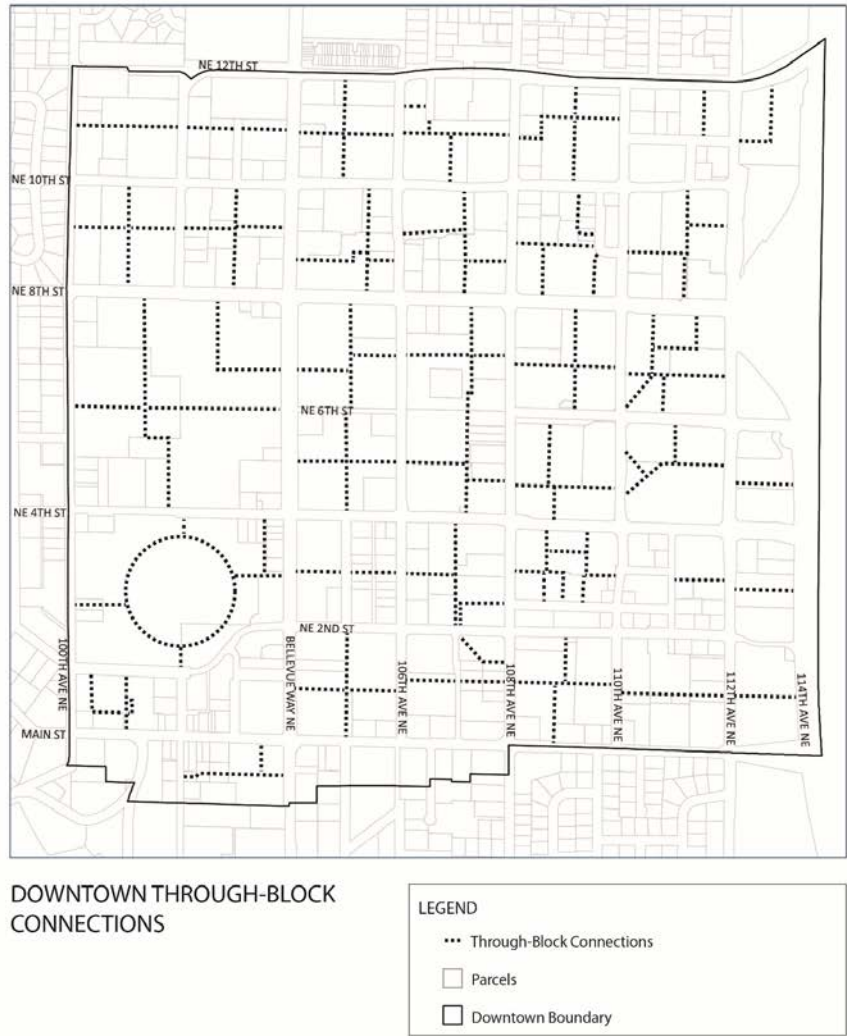 NE 12TH ST
NE 10TH ST
NE 8TH ST
NE 6TH ST
NE 4TH ST
NE 2ND ST
100TH AVE NE
BELLEVUE WAY NE
106TH AVE NE
108TH AVE NE
110TH AVE NE
112TH AVE NE
114TH AVE NE
MAIN ST
DOWNTOWN THROUGH-BLOCK
CONNECTIONS
LEGEND
Through-Block Connections
Parcels
Downtown Boundary